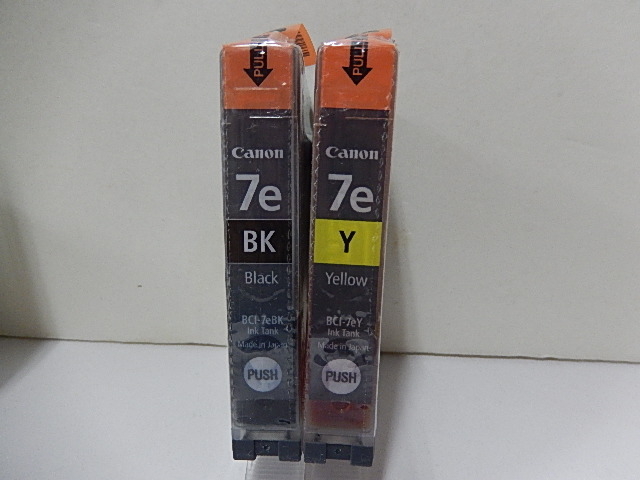 PULL
Canon
7e
BK
Black
BCI-7eBK
Ink Tank
Made in Japan
PUSH
PULL
Canon
7e
Y
Yellow
BCI-7eY
Ink Tank
Made in Japan
PUSH